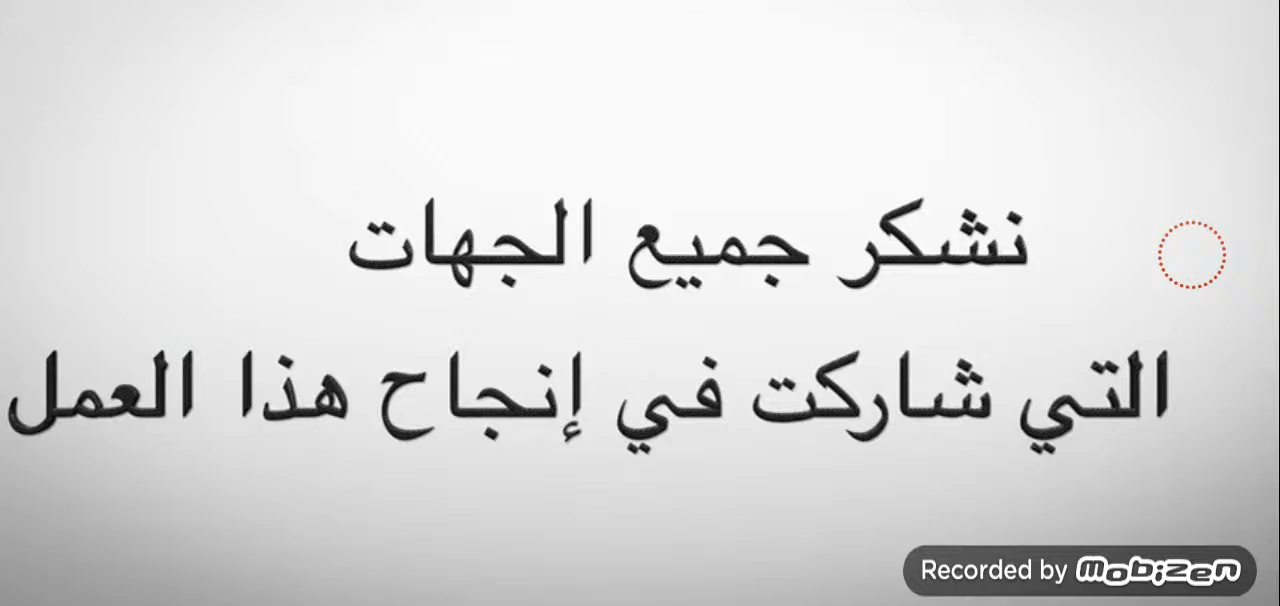 نشكر جميع الجهات
التي شاركت في إنجاح هذا العمل
Recorded by mobizen